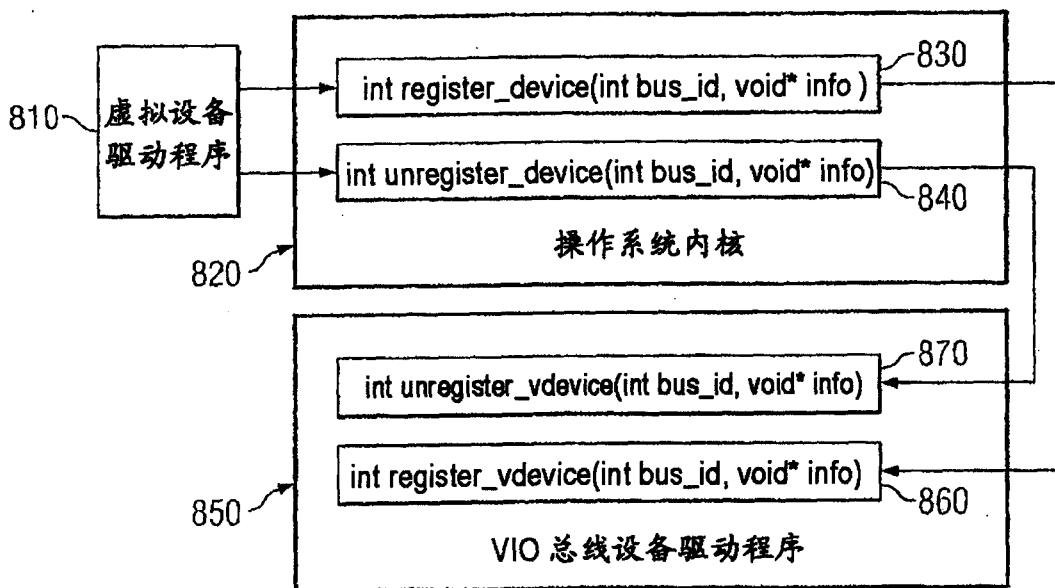 810
虚拟设备
驱动程序
int register_device(int bus_id, void* info )
830
int unregister_device(int bus_id, void* info)
840
操作系统内核
820
int unregister_vdevice(int bus_id, void* info)
870
int register_vdevice(int bus_id, void* info)
860
850
VIO 总线设备驱动程序